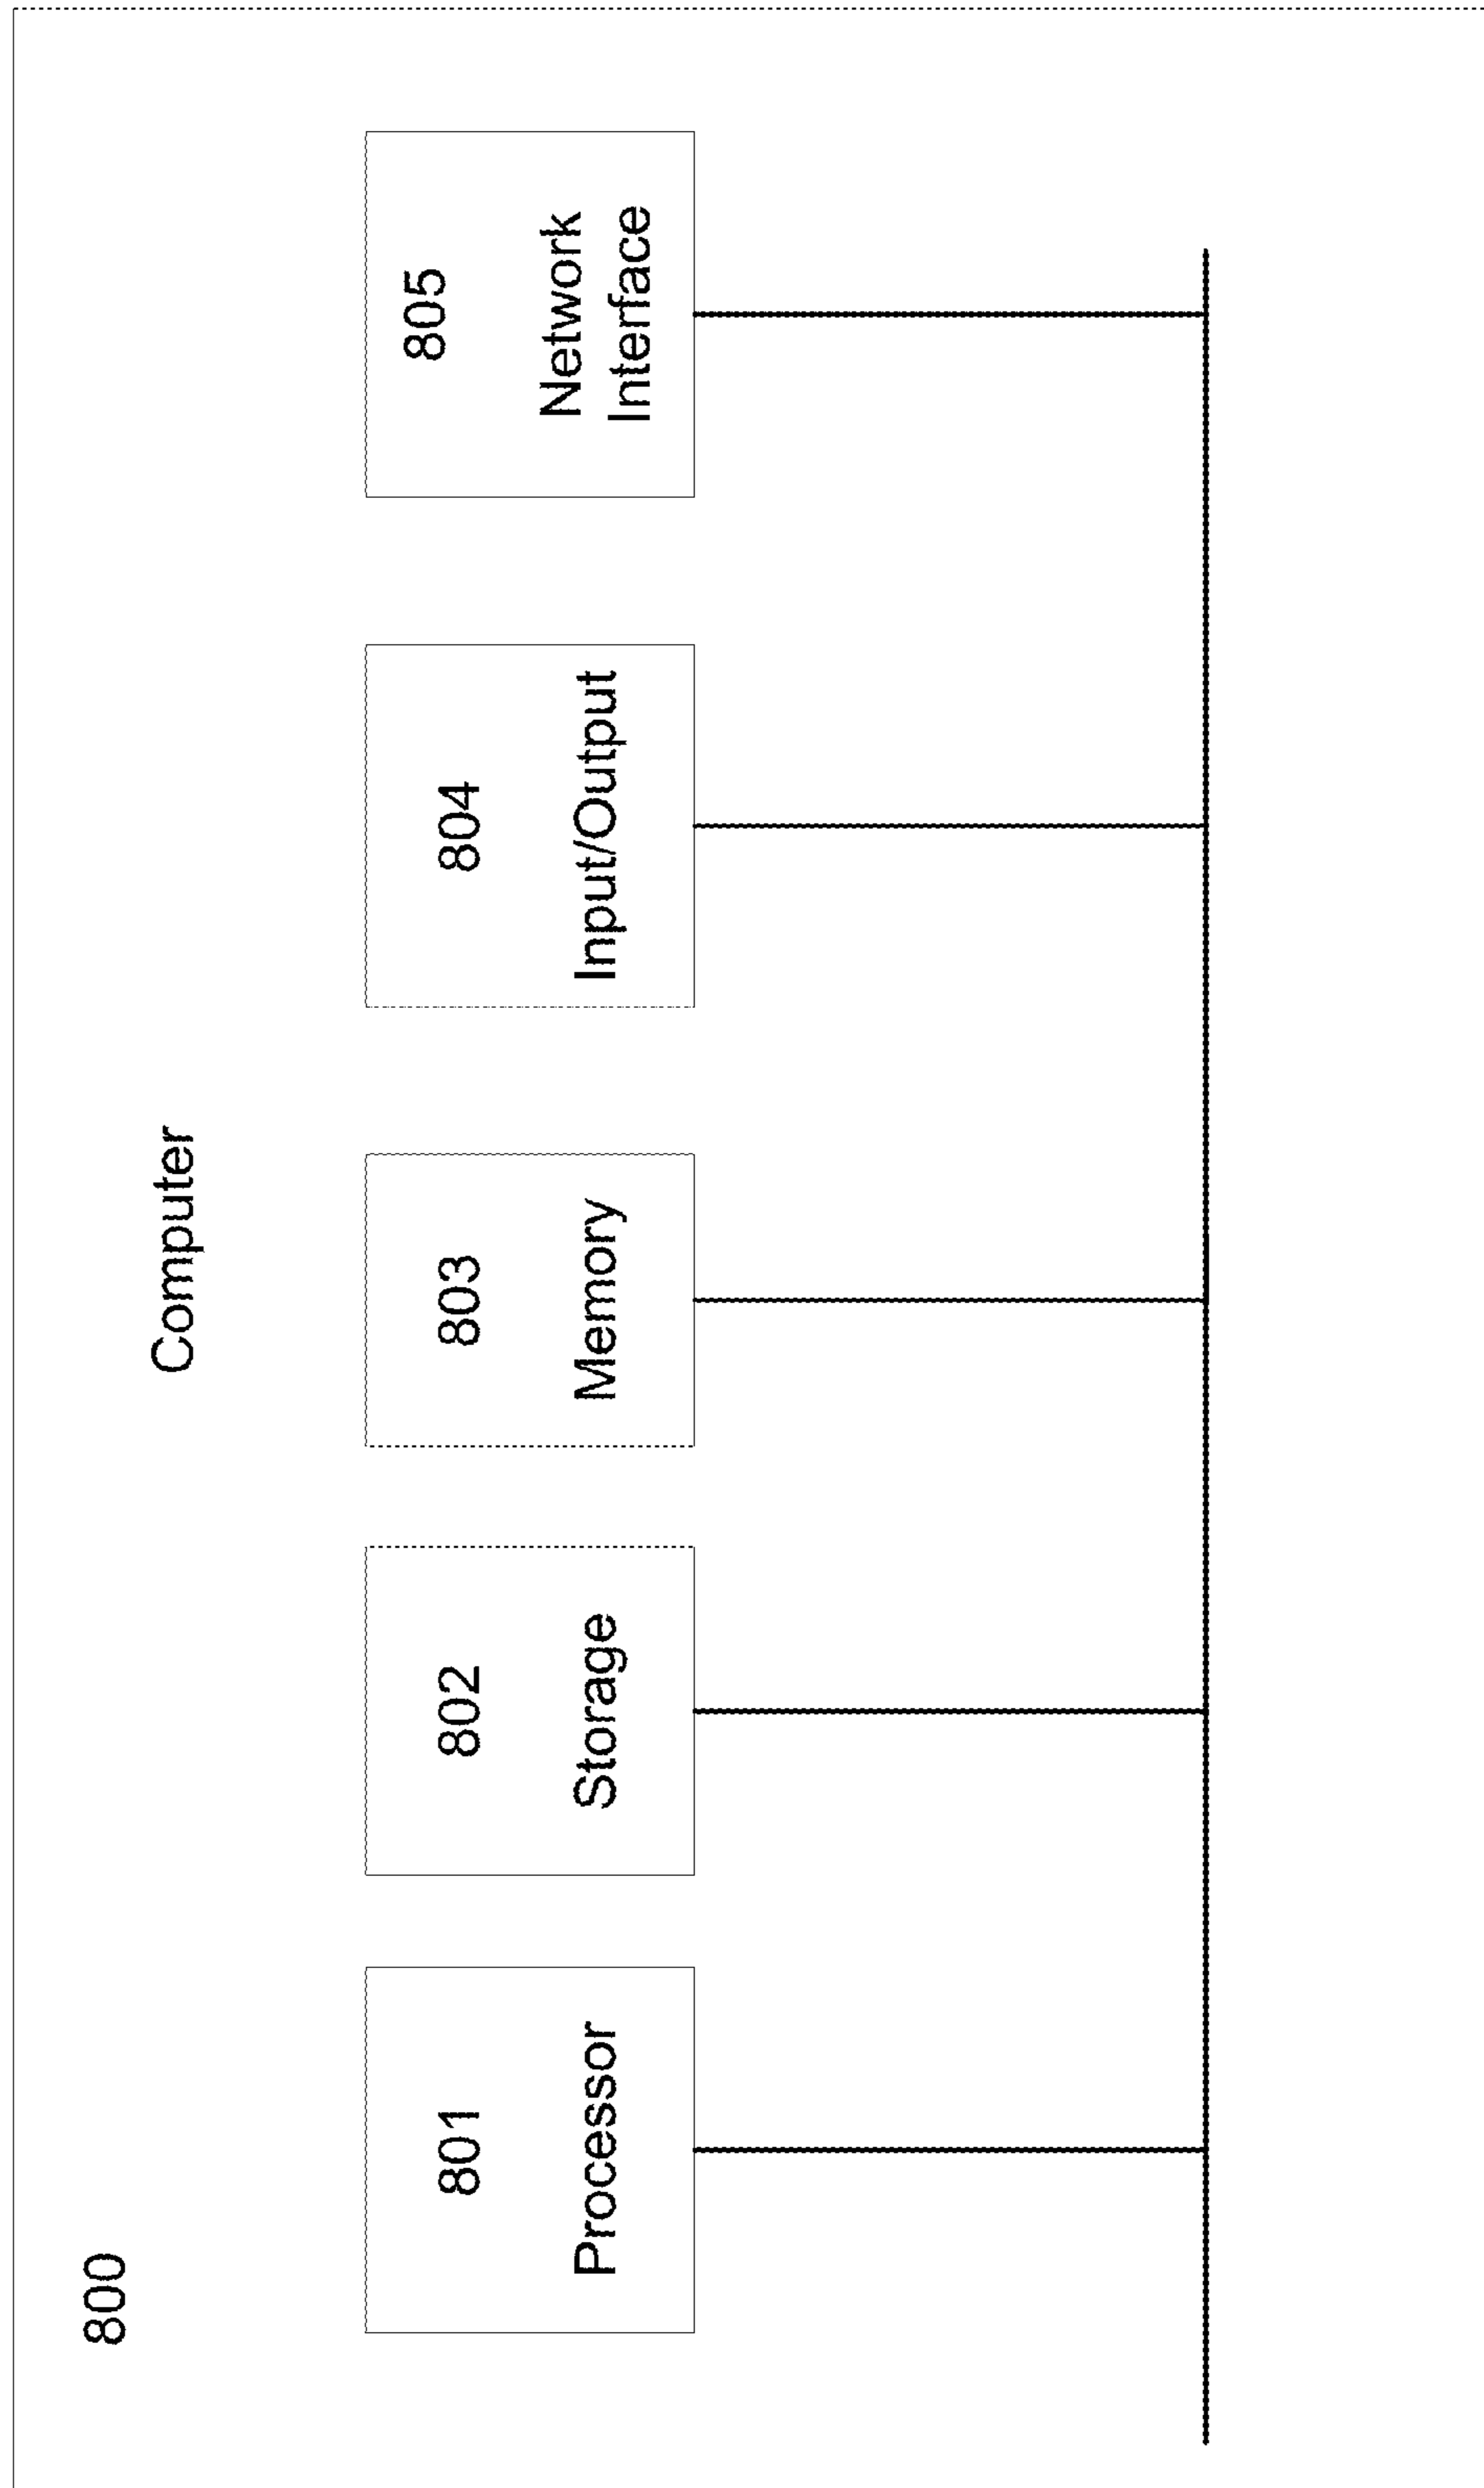 800
Computer
801
Processor
802
Storage
803
Memory
804
Input/Output
805
Network
Interface